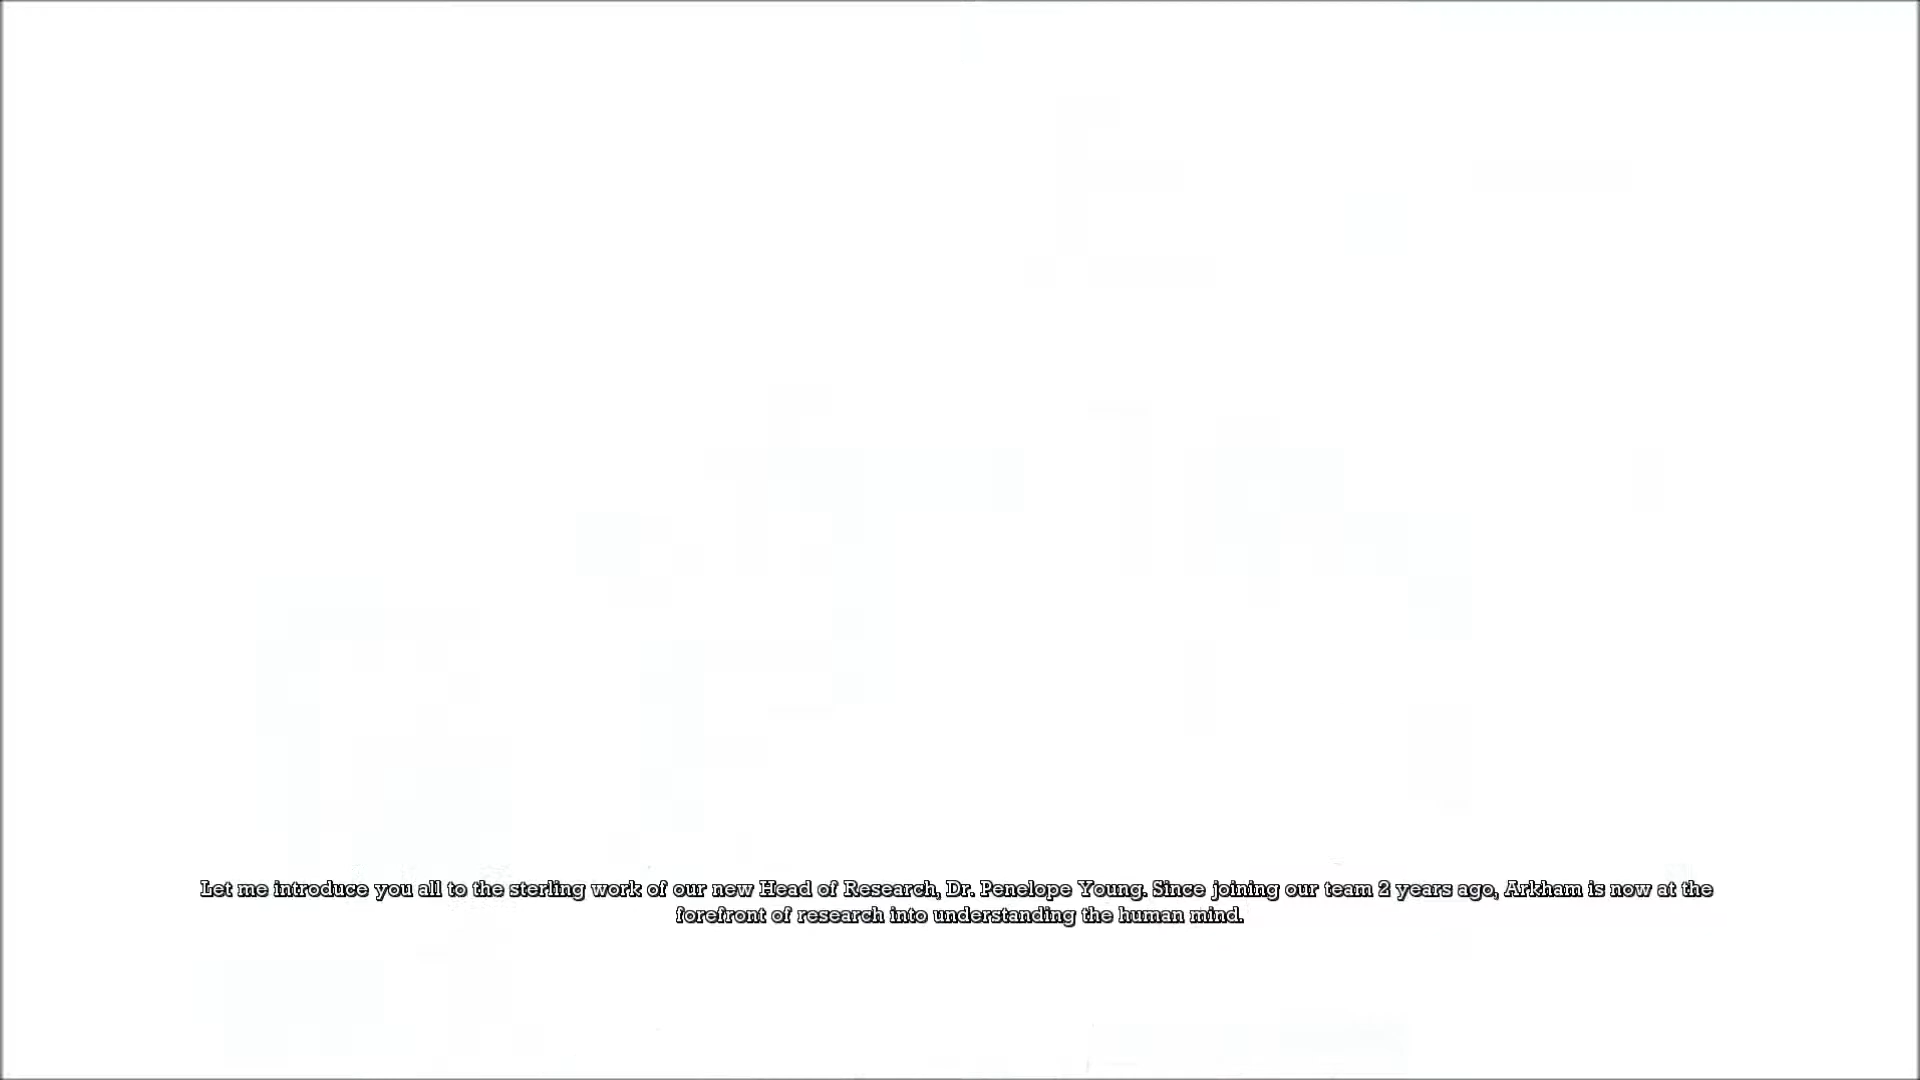 Let me introduce you all to the sterling work of our new Head of Research, Dr. Penelope Young. Since joining our team 2 years ago, Arkham is now at the
forefront of research into understanding the human mind.